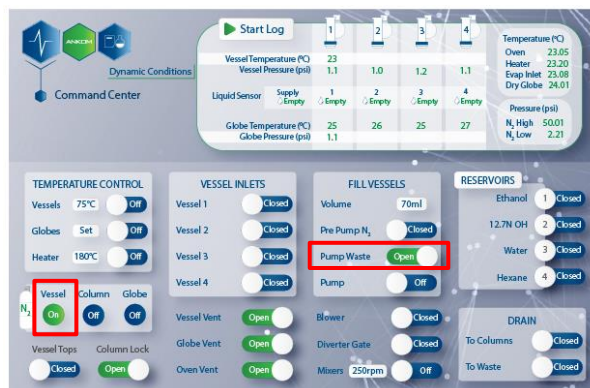 ANKOM
Dynamic Conditions
Command Center
Start Log 1 2 3 4
Vessel Temperature (ºC) 23
Vessel Pressure (psi) 1.1 1.0 1.2 1.1
Liquid Sensor Supply Empty 1 Empty 2 Empty 3 Empty 4 Empty
Globe Temperature (ºC) 25 26 25 27
Globe Pressure (psi) 1.1
Temperature (ºC)
Oven 23.05
Heater 23.20
Evap Inlet 23.08
Dry Globe 24.01
Pressure (psi)
N₂ High 50.01
N₂ Low 2.21
TEMPERATURE CONTROL
Vessels 75°C Off
Globes Set Off
Heater 180°C Off
N₂
Vessel Column Globe
On Off Off
Vessel Tops Column Lock
Closed Open
VESSEL INLETS
Vessel 1 Closed
Vessel 2 Closed
Vessel 3 Closed
Vessel 4 Closed
Vessel Vent Open
Globe Vent Open
Oven Vent Open
FILL VESSELS
Volume 70ml
Pre Pump N₂ Closed
Pump Waste Open
Pump Off
Blower Closed
Diverter Gate Closed
Mixers 250rpm Off
RESERVOIRS
Ethanol 1 Closed
12.7N OH 2 Closed
Water 3 Closed
Hexane 4 Closed
DRAIN
To Columns Closed
To Waste Closed